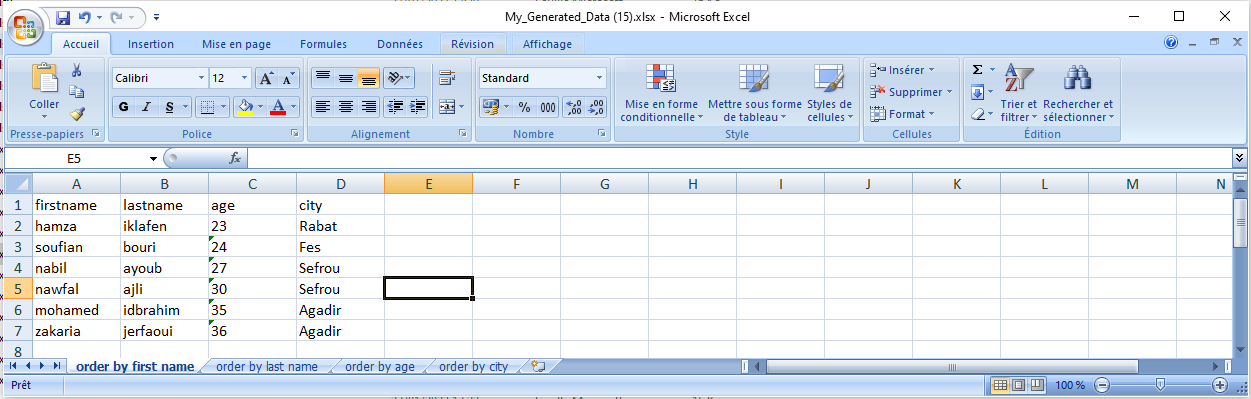 My_Generated_Data (15).xlsx - Microsoft Excel
Accueil Insertion Mise en page Formules Données Révision Affichage
Coller
Presse-papiers
Calibri 12
G I S
Police
Alignement
Standard
% 000
Nombre
Mise en forme conditionnelle
Mettre sous forme de tableau
Styles de cellules
Style
Insérer
Supprimer
Format
Cellules
Trier et filtrer
Rechercher et sélectionner
Édition
E5 fx
A B C D E F G H I J K L M N
1 firstname lastname age city
2 hamza iklafen 23 Rabat
3 soufian bouri 24 Fes
4 nabil ayoub 27 Sefrou
5 nawfal ajli 30 Sefrou
6 mohamed idbrahim 35 Agadir
7 zakaria jerfaoui 36 Agadir
8
order by first name order by last name order by age order by city
Prêt 100 %